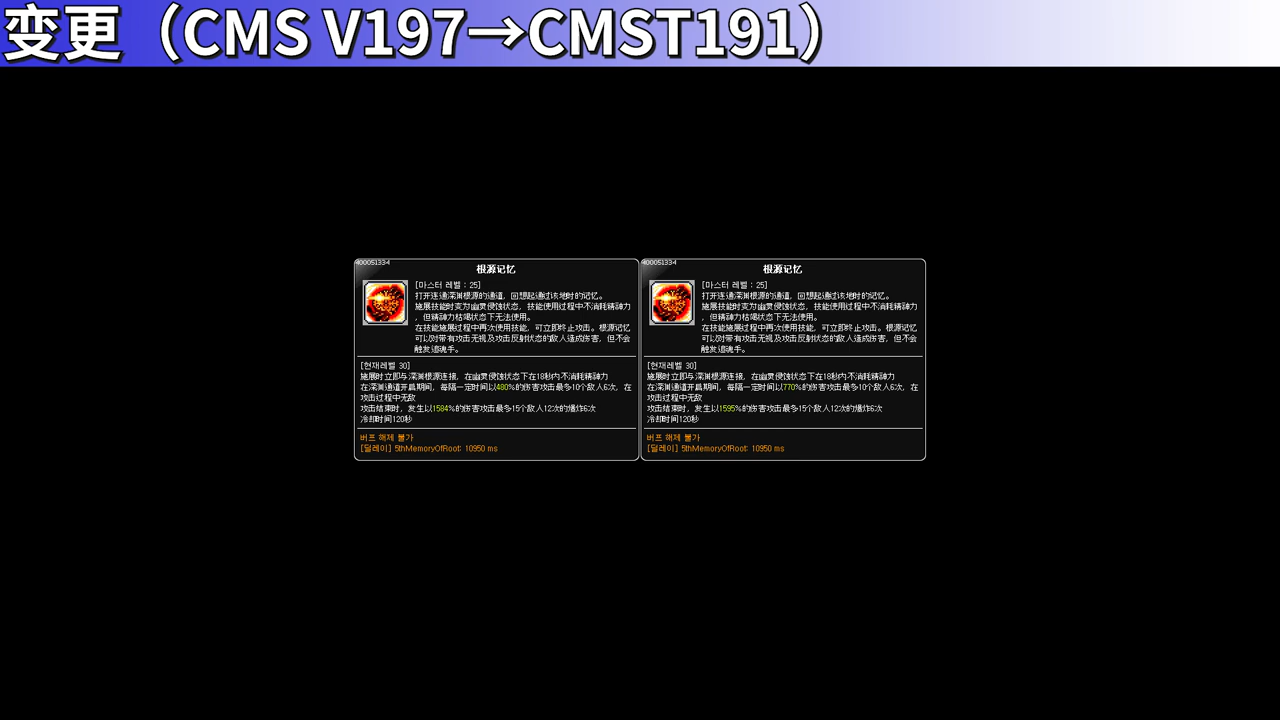 变更（CMS V197→CMST191）
400051334
根源记忆
[마스터 레벨 : 25]
打开连通深渊根源的通道，回想起通过该地时的记忆。
施展技能时变为幽灵侵蚀状态，技能使用过程中不消耗精神力
，但精神力枯竭状态下无法使用。
在技能施展过程中再次使用技能，可立即终止攻击。根源记忆
可以对带有攻击无视及攻击反射状态的敌人造成伤害，但不会
触发追魂手。
[현재레벨 30]
施展时立即与深渊根源连接，在幽灵侵蚀状态下在18秒内不消耗精神力
在深渊通道开启期间，每隔一定时间以480%的伤害攻击最多10个敌人6次，在
攻击过程中无敌
攻击结束时，发生以1584%的伤害攻击最多15个敌人12次的爆炸6次
冷却时间120秒
버프 해제 불가
[딜레이] 5thMemoryOfRoot: 10950 ms
400051334
根源记忆
[마스터 레벨 : 25]
打开连通深渊根源的通道，回想起通过该地时的记忆。
施展技能时变为幽灵侵蚀状态，技能使用过程中不消耗精神力
，但精神力枯竭状态下无法使用。
在技能施展过程中再次使用技能，可立即终止攻击。根源记忆
可以对带有攻击无视及攻击反射状态的敌人造成伤害，但不会
触发追魂手。
[현재레벨 30]
施展时立即与深渊根源连接，在幽灵侵蚀状态下在18秒内不消耗精神力
在深渊通道开启期间，每隔一定时间以770%的伤害攻击最多10个敌人6次，在
攻击过程中无敌
攻击结束时，发生以1595%的伤害攻击最多15个敌人12次的爆炸6次
冷却时间120秒
버프 해제 불가
[딜레이] 5thMemoryOfRoot: 10950 ms